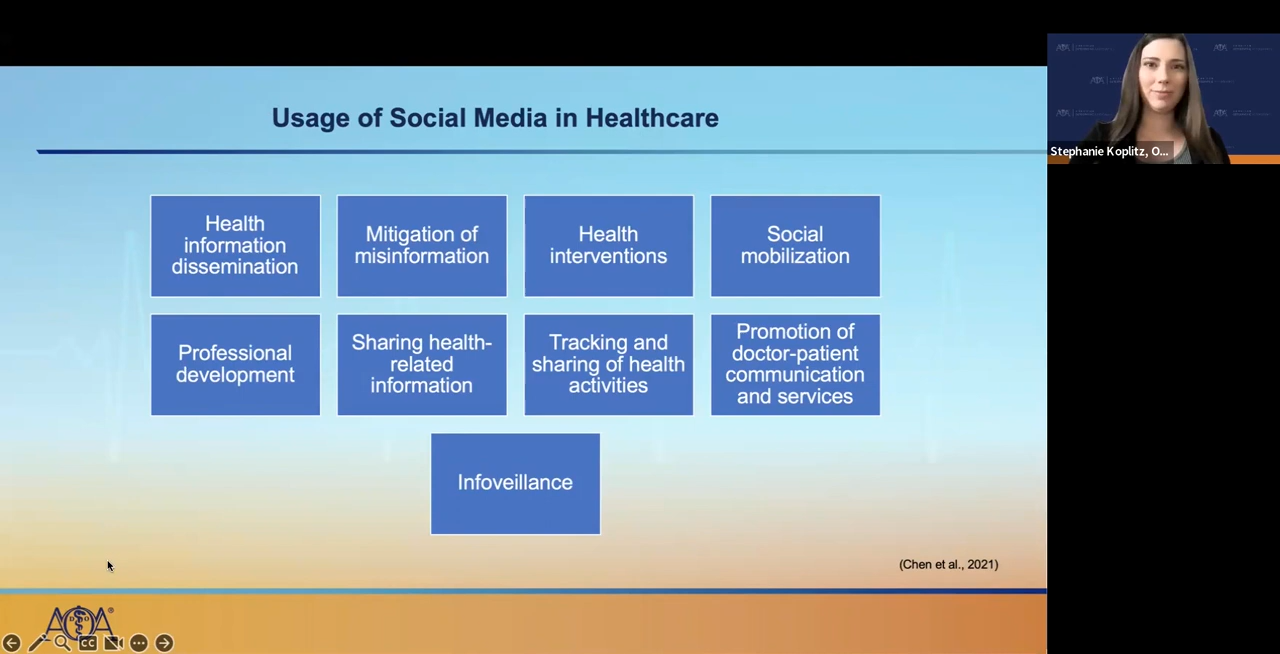 Usage of Social Media in Healthcare
Stephanie Koplitz, O...
Health
information
dissemination
Mitigation of
misinformation
Health
interventions
Social
mobilization
Professional
development
Sharing health-
related
information
Tracking and
sharing of health
activities
Promotion of
doctor-patient
communication
and services
Infoveillance
(Chen et al., 2021)
AOA®
CC